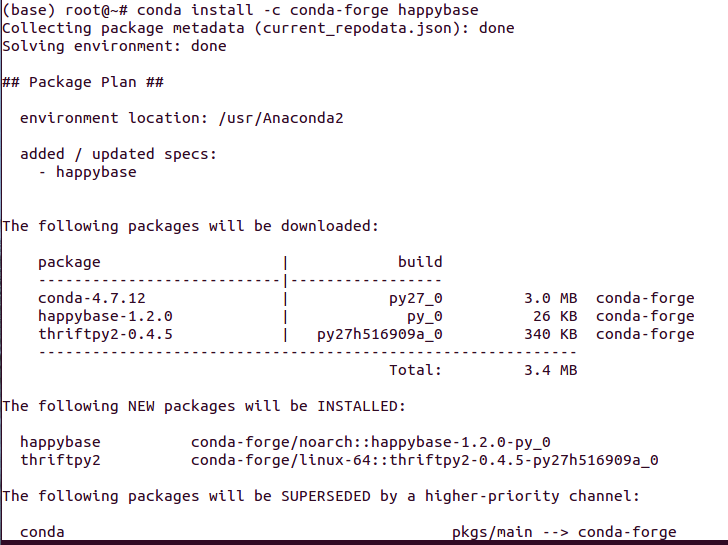 (base) root@~# conda install -c conda-forge happybase
Collecting package metadata (current_repodata.json): done
Solving environment: done
## Package Plan ##
environment location: /usr/Anaconda2
added / updated specs:
- happybase
The following packages will be downloaded:
package | build
---------------------------|-----------------
conda-4.7.12 | py27_0 3.0 MB conda-forge
happybase-1.2.0 | py_0 26 KB conda-forge
thriftpy2-0.4.5 | py27h516909a_0 340 KB conda-forge
------------------------------------------------------------
Total: 3.4 MB
The following NEW packages will be INSTALLED:
happybase conda-forge/noarch::happybase-1.2.0-py_0
thriftpy2 conda-forge/linux-64::thriftpy2-0.4.5-py27h516909a_0
The following packages will be SUPERSEDED by a higher-priority channel:
conda pkgs/main --> conda-forge